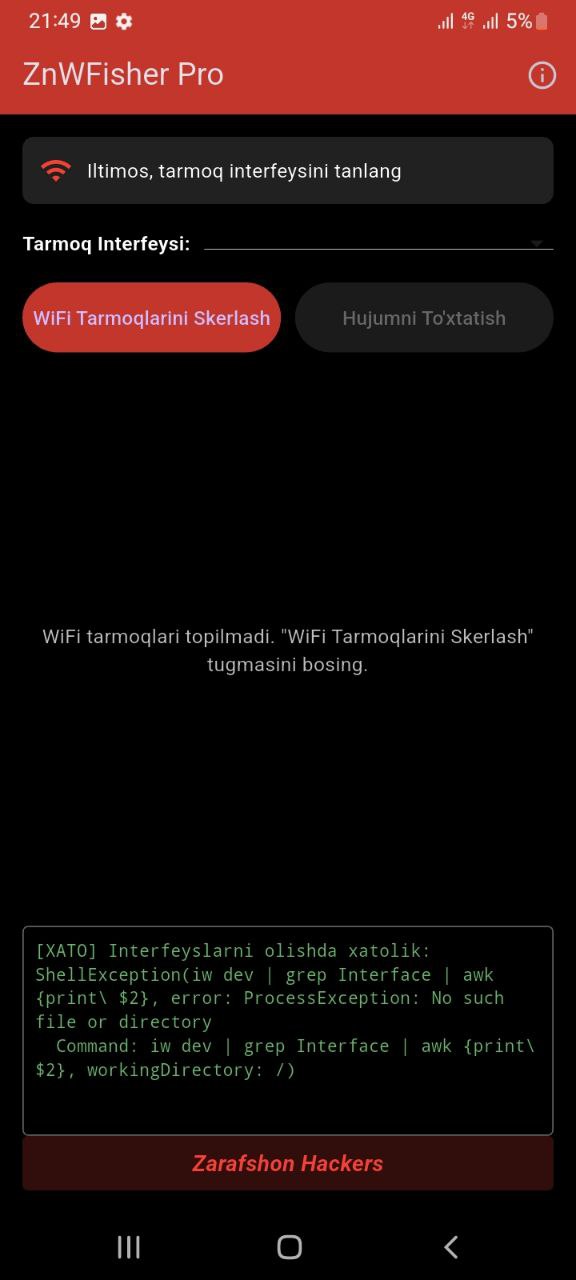 21:49 4G 5%
ZnWFisher Pro
Iltimos, tarmoq interfeysini tanlang
Tarmoq Interfeysi:
WiFi Tarmoqlarini Skerlash Hujumni To'xtatish
WiFi tarmoqlari topilmadi. "WiFi Tarmoqlarini Skerlash"
tugmasini bosing.
[XATO] Interfeyslarni olishda xatolik:
ShellException(iw dev | grep Interface | awk
{print\ $2}, error: ProcessException: No such
file or directory
Command: iw dev | grep Interface | awk {print\
$2}, workingDirectory: /)
Zarafshon Hackers